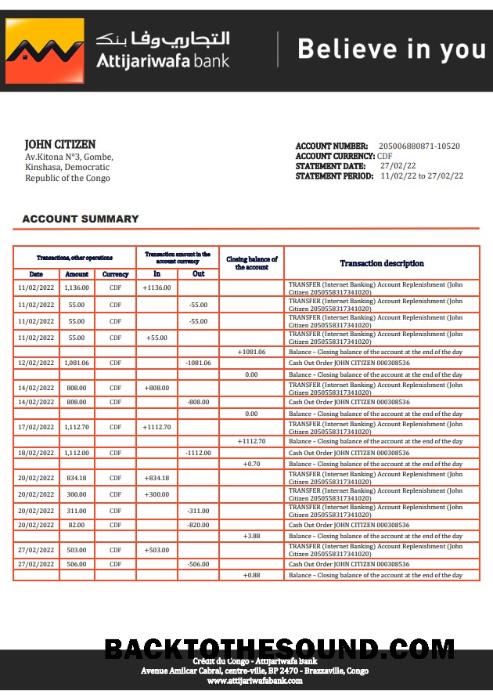 التجاري وفا بنك
Attijariwafa bank
Believe in you
JOHN CITIZEN
Av.Kitona N°3, Gombe,
Kinshasa, Democratic
Republic of the Congo
ACCOUNT NUMBER: 205006880871-10520
ACCOUNT CURRENCY: CDF
STATEMENT DATE: 27/02/22
STATEMENT PERIOD: 11/02/22 to 27/02/22
ACCOUNT SUMMARY
Transactions, other operations Transaction amount in the account currency Closing balance of the account Transaction description
Date Amount Currency In Out
11/02/2022 1,136.00 CDF +1136.00 TRANSFER (Internet Banking) Account Replenishment (John
Citizen 2050558317341020)
11/02/2022 55.00 CDF -55.00 TRANSFER (Internet Banking) Account Replenishment (John
Citizen 2050558317341020)
11/02/2022 55.00 CDF -55.00 TRANSFER (Internet Banking) Account Replenishment (John
Citizen 2050558317341020)
11/02/2022 55.00 CDF +55.00 TRANSFER (Internet Banking) Account Replenishment (John
Citizen 2050558317341020)
+1081.06 Balance – Closing balance of the account at the end of the day
12/02/2022 1,081.06 CDF -1081.06 Cash Out Order JOHN CITIZEN 000308536
0.00 Balance – Closing balance of the account at the end of the day
14/02/2022 808.00 CDF +808.00 TRANSFER (Internet Banking) Account Replenishment (John
Citizen 2050558317341020)
14/02/2022 808.00 CDF -808.00 Cash Out Order JOHN CITIZEN 000308536
0.00 Balance – Closing balance of the account at the end of the day
17/02/2022 1,112.70 CDF +1112.70 TRANSFER (Internet Banking) Account Replenishment (John
Citizen 2050558317341020)
+1112.70 Balance – Closing balance of the account at the end of the day
18/02/2022 1,112.00 CDF -1112.00 Cash Out Order JOHN CITIZEN 000308536
+0.70 Balance – Closing balance of the account at the end of the day
20/02/2022 834.18 CDF +834.18 TRANSFER (Internet Banking) Account Replenishment (John
Citizen 2050558317341020)
20/02/2022 300.00 CDF +300.00 TRANSFER (Internet Banking) Account Replenishment (John
Citizen 2050558317341020)
20/02/2022 311.00 CDF -311.00 TRANSFER (Internet Banking) Account Replenishment (John
Citizen 2050558317341020)
20/02/2022 82.00 CDF -820.00 Cash Out Order JOHN CITIZEN 000308536
+3.88 Balance – Closing balance of the account at the end of the day
27/02/2022 503.00 CDF +503.00 TRANSFER (Internet Banking) Account Replenishment (John
Citizen 2050558317341020)
27/02/2022 506.00 CDF -506.00 Cash Out Order JOHN CITIZEN 000308536
+0.88 Balance – Closing balance of the account at the end of the day
BACKTOTHESOUND.COM
Crédit du Congo - Attijariwafa Bank
Avenue Amilcar Cabral, centre-ville, BP 2470 - Brazzaville, Congo
www.attijariwafabank.com